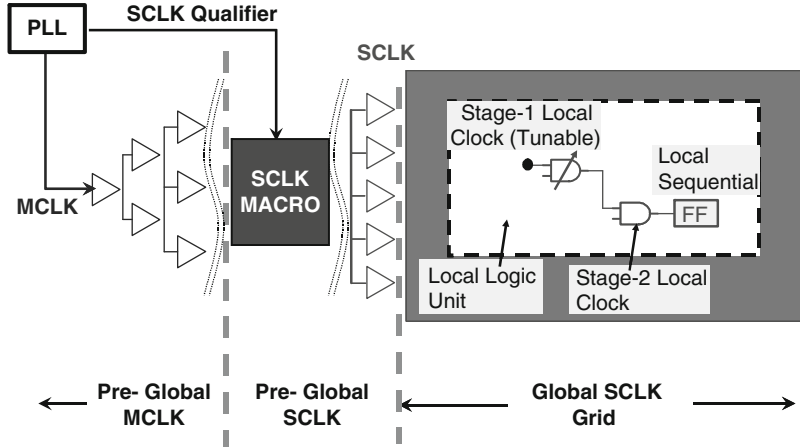 PLL
SCLK Qualifier
SCLK
MCLK
SCLK
MACRO
Stage-1 Local
Clock (Tunable)
Local
Sequential
FF
Local Logic
Unit
Stage-2 Local
Clock
Pre- Global
MCLK
Pre- Global
SCLK
Global SCLK
Grid